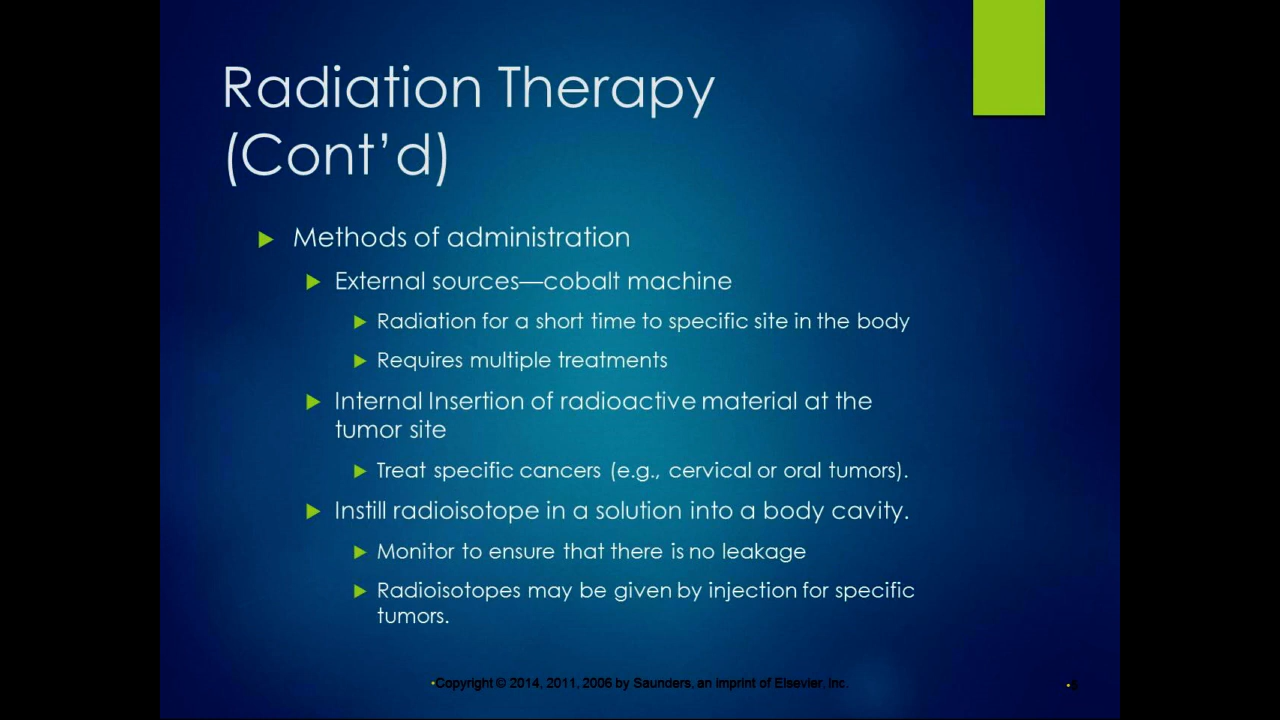 Radiation Therapy
(Cont’d)
Methods of administration
External sources—cobalt machine
Radiation for a short time to specific site in the body
Requires multiple treatments
Internal Insertion of radioactive material at the
tumor site
Treat specific cancers (e.g., cervical or oral tumors).
Instill radioisotope in a solution into a body cavity.
Monitor to ensure that there is no leakage
Radioisotopes may be given by injection for specific
tumors.
•Copyright © 2014, 2011, 2006 by Saunders, an imprint of Elsevier, Inc.